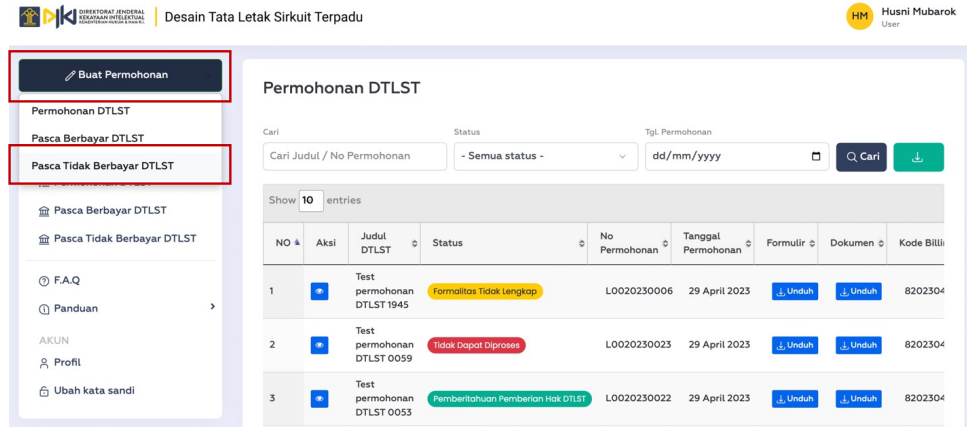 DIREKTORAT JENDERAL
KEKAYAAN INTELEKTUAL
Desain Tata Letak Sirkuit Terpadu
HM
Husni Mubarok
User
Buat Permohonan
Permohonan DTLST
Pasca Berbayar DTLST
Pasca Tidak Berbayar DTLST
Pasca Berbayar DTLST
Pasca Tidak Berbayar DTLST
F.A.Q
Panduan
AKUN
Profil
Ubah kata sandi
Permohonan DTLST
Cari Status Tgl. Permohonan
Cari Judul / No Permohonan - Semua status - dd/mm/yyyy Cari
Show 10 entries
NO Aksi Judul DTLST Status No Permohonan Tanggal Permohonan Formulir Dokumen Kode
1 Test permohonan DTLST 1945 Formalitas Tidak Lengkap L0020230006 29 April 2023 Unduh Unduh 8202304
2 Test permohonan DTLST 0059 Tidak Dapat Diproses L0020230023 29 April 2023 Unduh Unduh 8202304
3 Test permohonan DTLST 0053 Pemberitahuan Pemberian Hak DTLST L0020230022 29 April 2023 Unduh Unduh 8202304